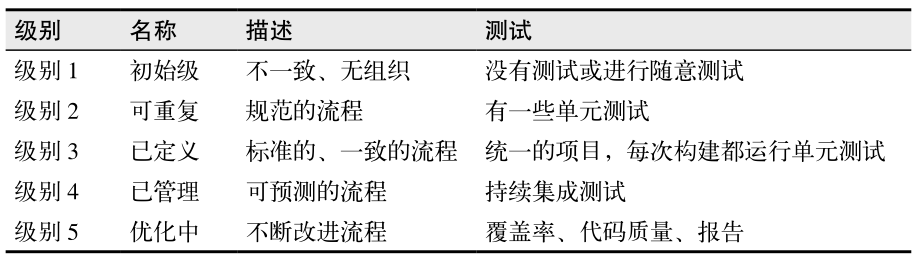 级别 名称 描述 测试
级别 1 初始级 不一致、无组织 没有测试或进行随意测试
级别 2 可重复 规范的流程 有一些单元测试
级别 3 已定义 标准的、一致的流程 统一的项目，每次构建都运行单元测试
级别 4 已管理 可预测的流程 持续集成测试
级别 5 优化中 不断改进流程 覆盖率、代码质量、报告